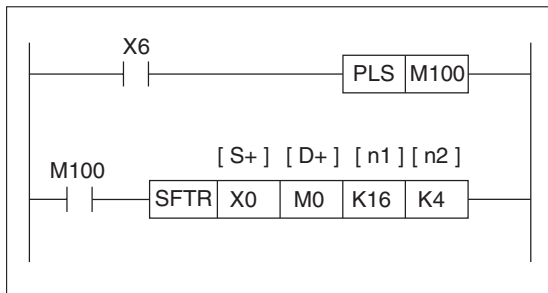 X6
PLS M100
[ S+ ] [ D+ ] [ n1 ] [ n2 ]
M100
SFTR X0 M0 K16 K4